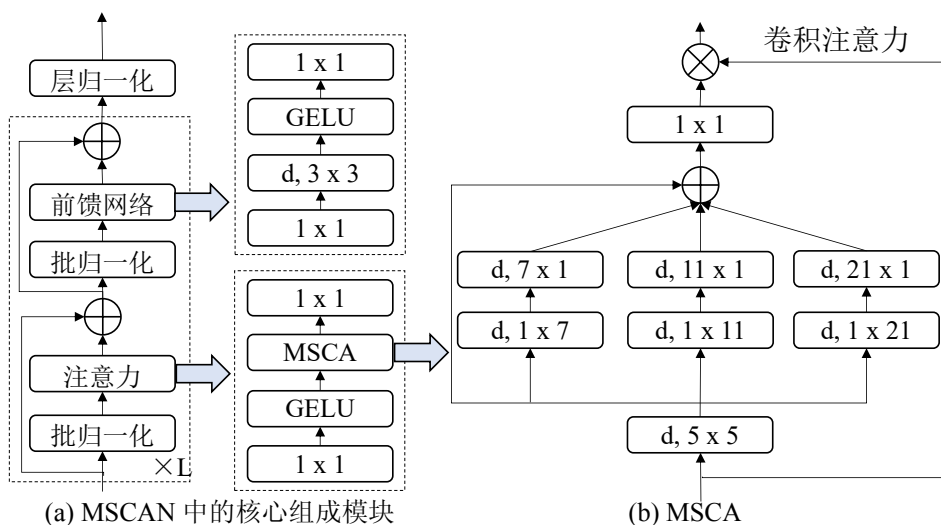 层归一化
前馈网络
批归一化
注意力
批归一化
×L
1 x 1
GELU
d, 3 x 3
1 x 1
1 x 1
MSCA
GELU
1 x 1
(a) MSCAN 中的核心组成模块
卷积注意力
1 x 1
d, 7 x 1
d, 11 x 1
d, 21 x 1
d, 1 x 7
d, 1 x 11
d, 1 x 21
d, 5 x 5
(b) MSCA